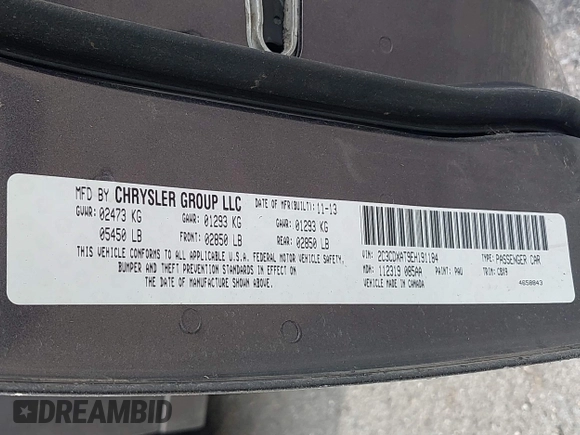 MFD BY CHRYSLER GROUP LLC DATE OF MFR(BUILT): 11-13
GVWR: 02473 KG GAWR: 01293 KG GAWR: 01293 KG
05450 LB FRONT: 02850 LB REAR: 02850 LB
THIS VEHICLE CONFORMS TO ALL APPLICABLE U.S.A. FEDERAL MOTOR VEHICLE SAFETY,
BUMPER AND THEFT PREVENTION STANDARDS IN EFFECT ON
THE DATE OF MANUFACTURE SHOWN ABOVE.
VIN: 2C3CDXAT9EH191194 TYPE: PASSENGER CAR
MDH: 112319 085AA PAINT: PAU TRIM: CBX9
MADE IN CANADA 4650843
DREAMBID